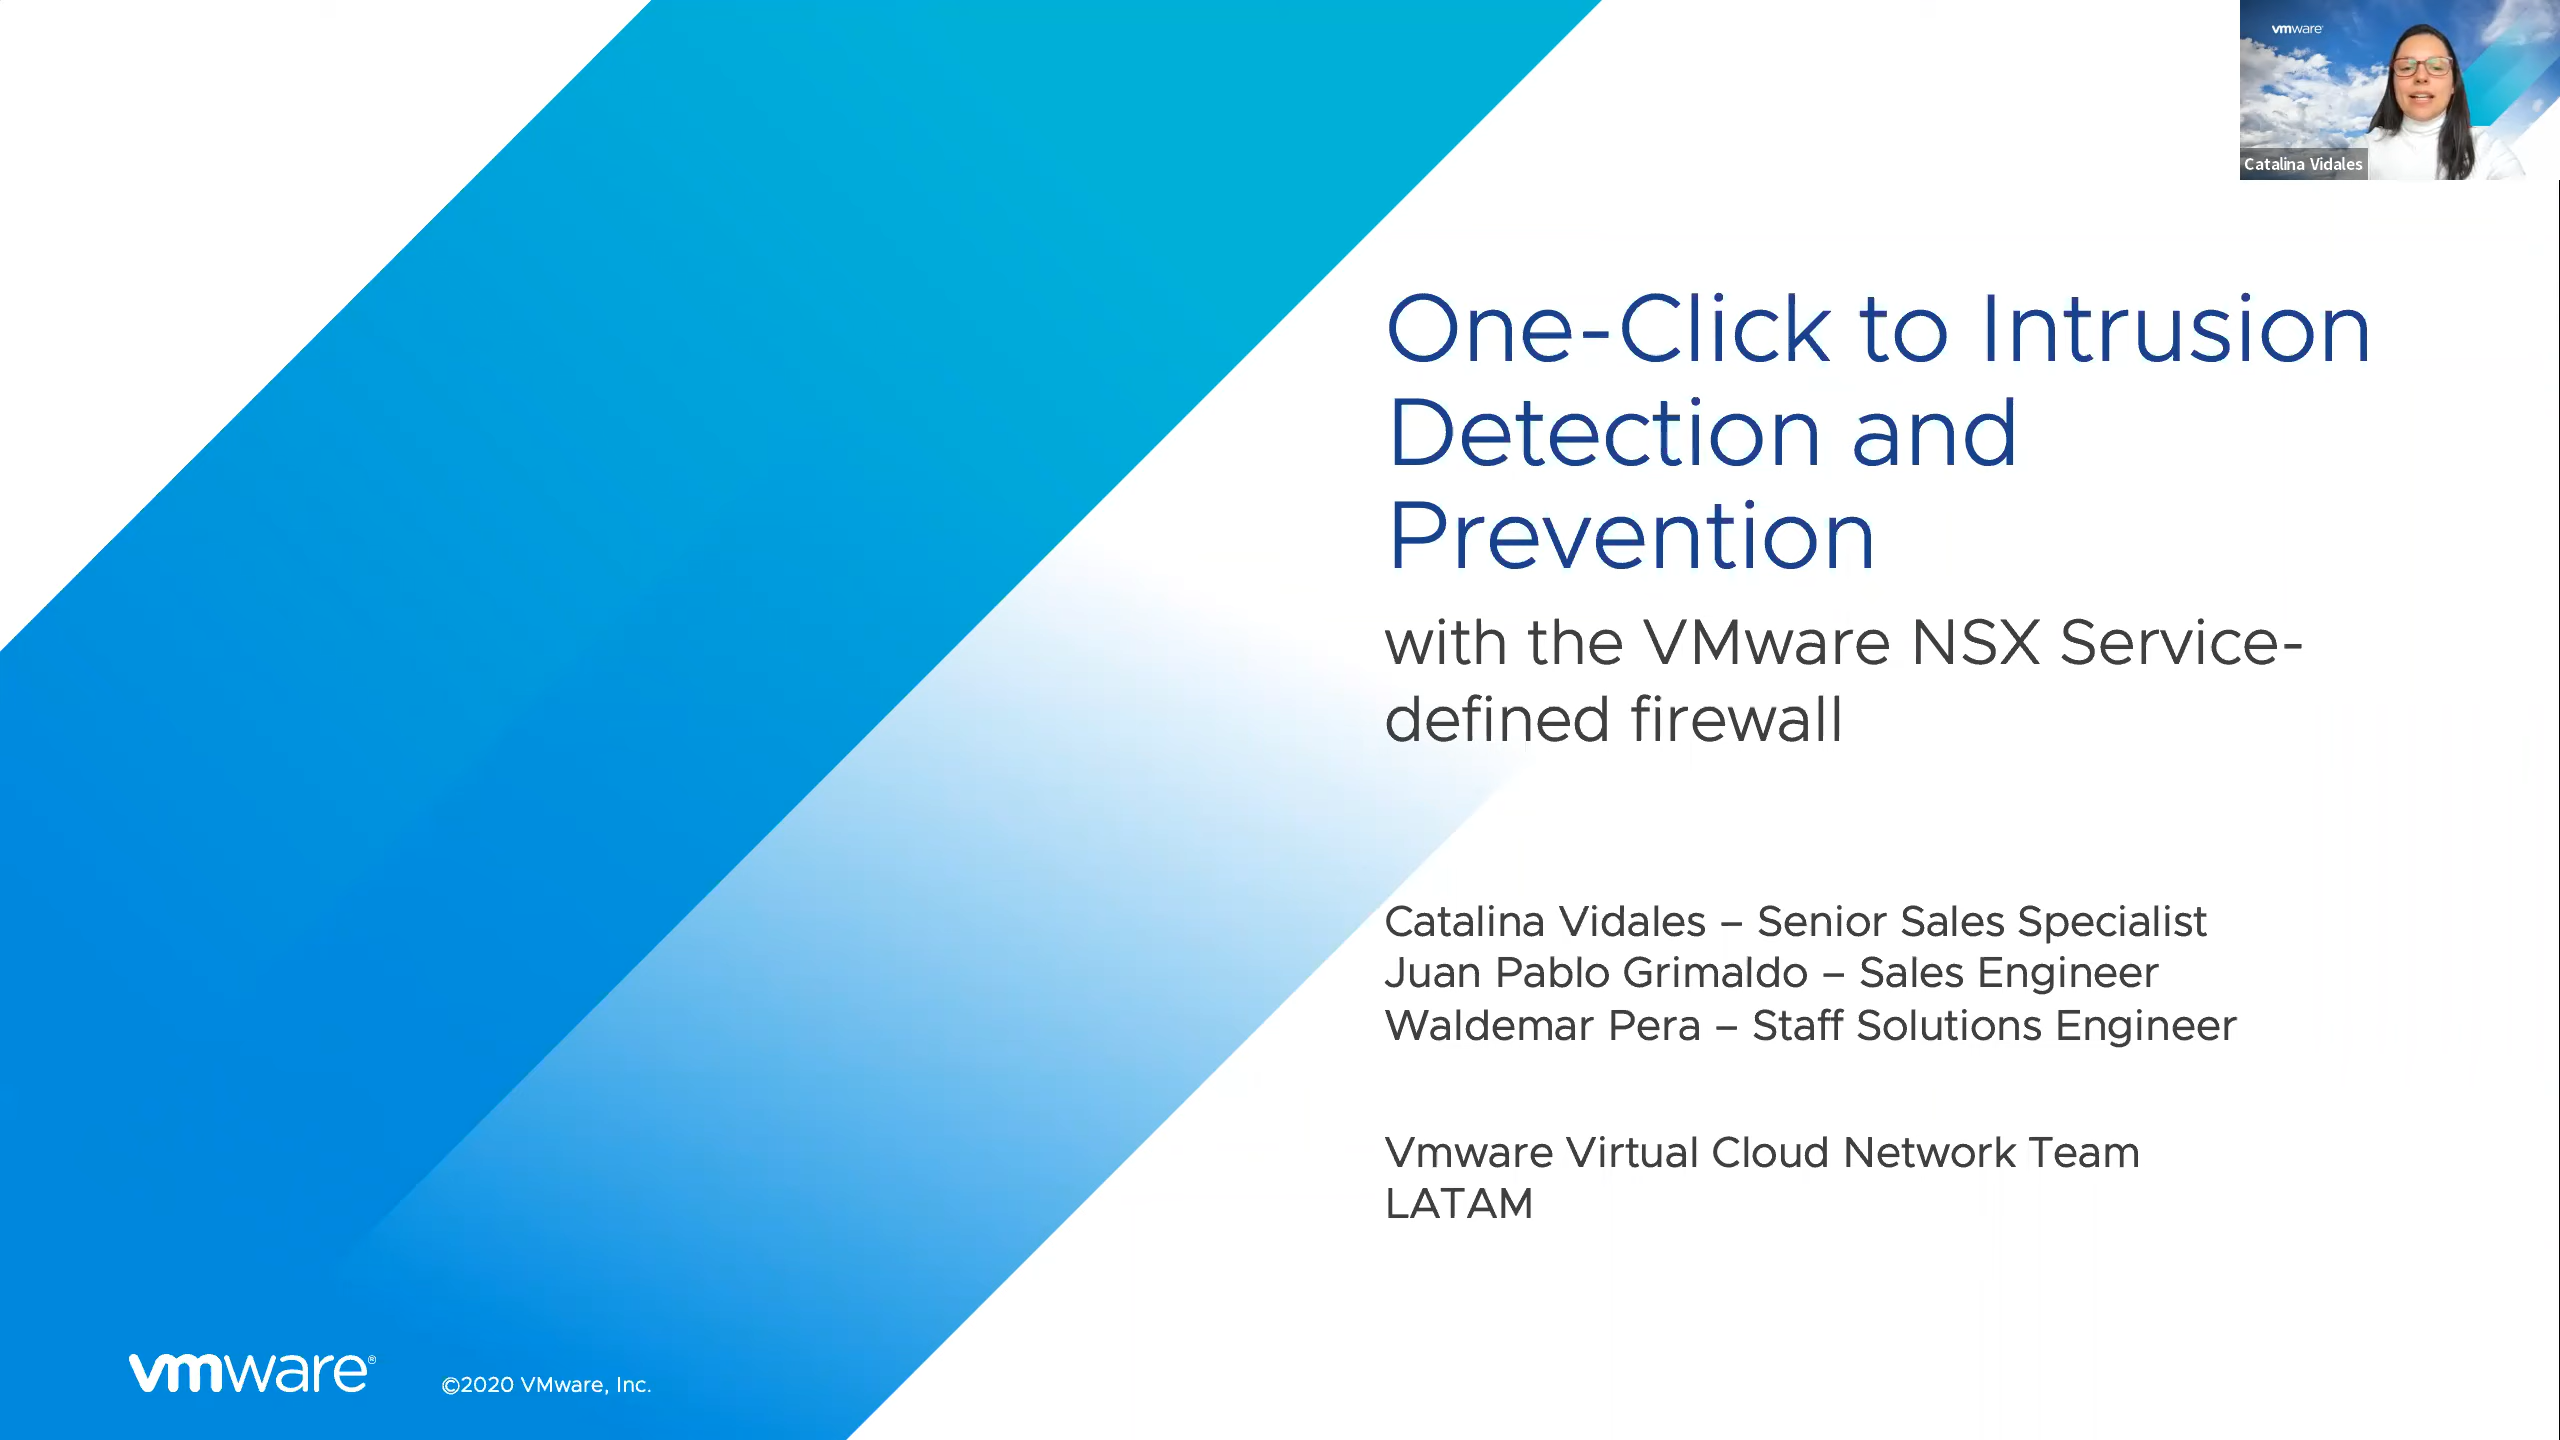 vmware
Catalina Vidales
One-Click to Intrusion
Detection and
Prevention
with the VMware NSX Service-
defined firewall
Catalina Vidales – Senior Sales Specialist
Juan Pablo Grimaldo – Sales Engineer
Waldemar Pera – Staff Solutions Engineer
Vmware Virtual Cloud Network Team
LATAM
vmware®
©2020 VMware, Inc.